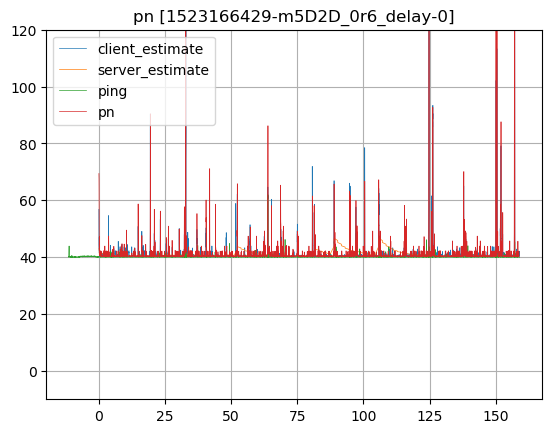 pn [1523166429-m5D2D_0r6_delay-0]
120
100
80
60
40
20
0
client_estimate
server_estimate
ping
pn
0
25
50
75
100
125
150